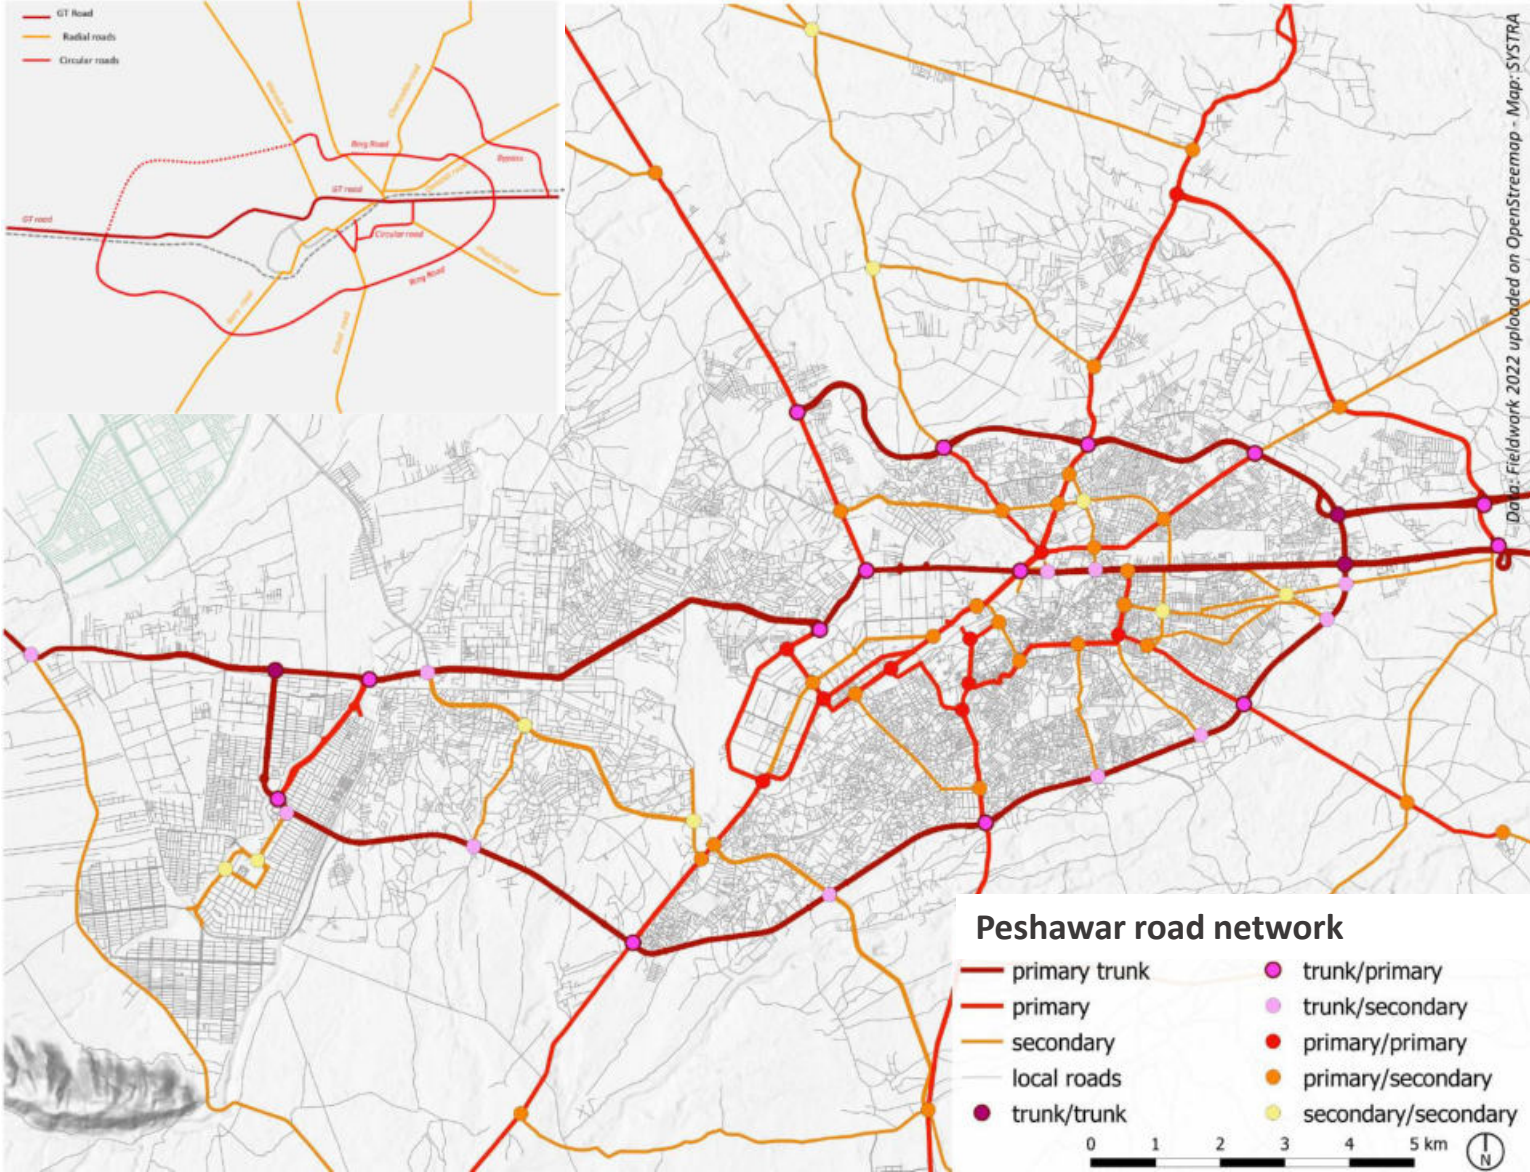 GT Road
Radial roads
Circular roads
Ring Road
Bypass
GT road
GT road
Circular road
Ring Road
Data: Fieldwork 2022 uploaded on OpenStreemap - Map: SYSTRA
Peshawar road network
primary trunk
primary
secondary
local roads
trunk/trunk
trunk/primary
trunk/secondary
primary/primary
primary/secondary
secondary/secondary
0 1 2 3 4 5 km
N